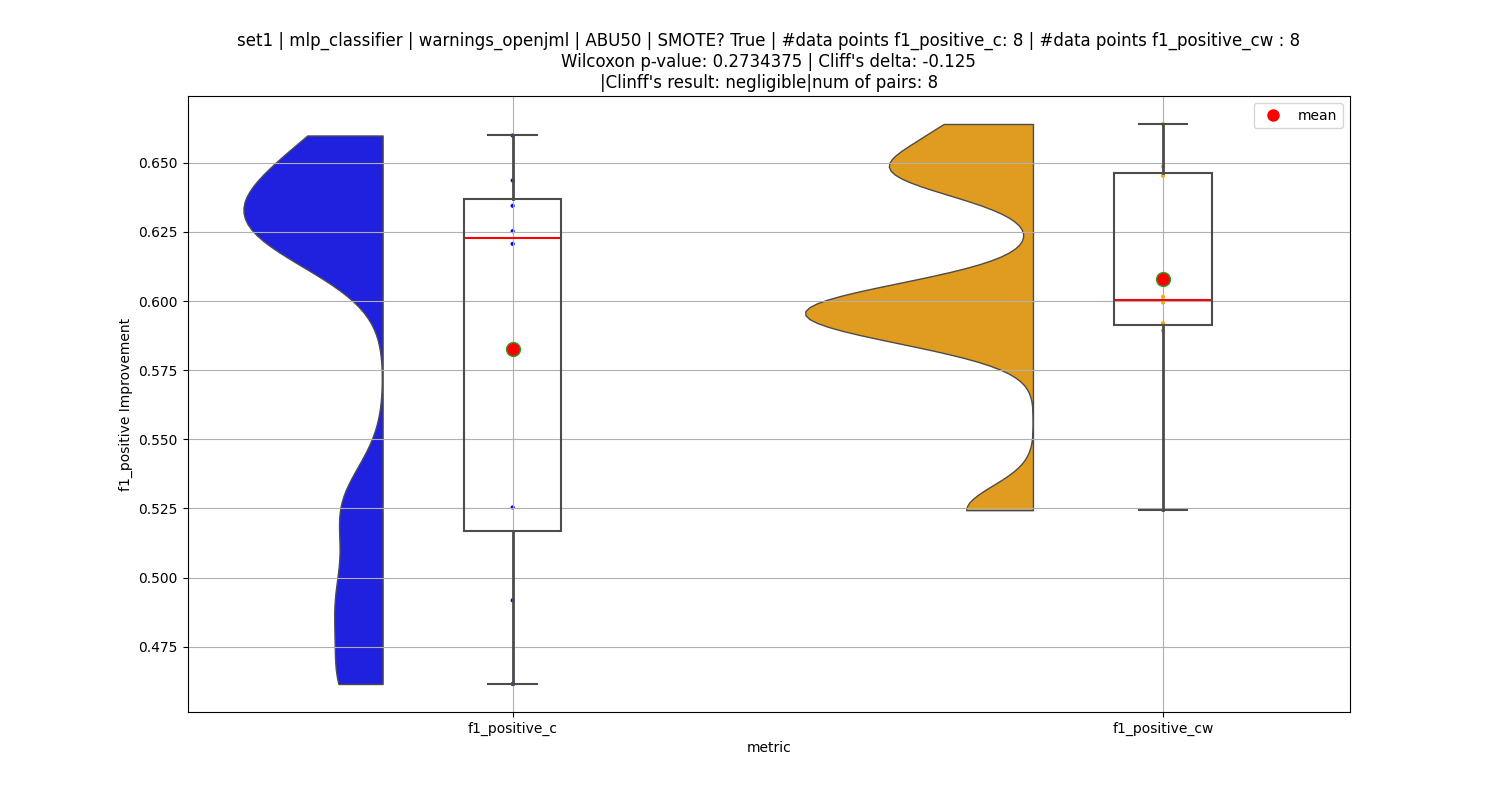 set1 | mlp_classifier | warnings_openjml | ABU50 | SMOTE? True | #data points f1_positive_c: 8 | #data points f1_positive_cw : 8
Wilcoxon p-value: 0.2734375 | Cliff's delta: -0.125
|Clinff's result: negligible|num of pairs: 8
mean
0.650
0.625
0.600
0.575
0.550
0.525
0.500
0.475
f1_positive Improvement
f1_positive_c
f1_positive_cw
metric